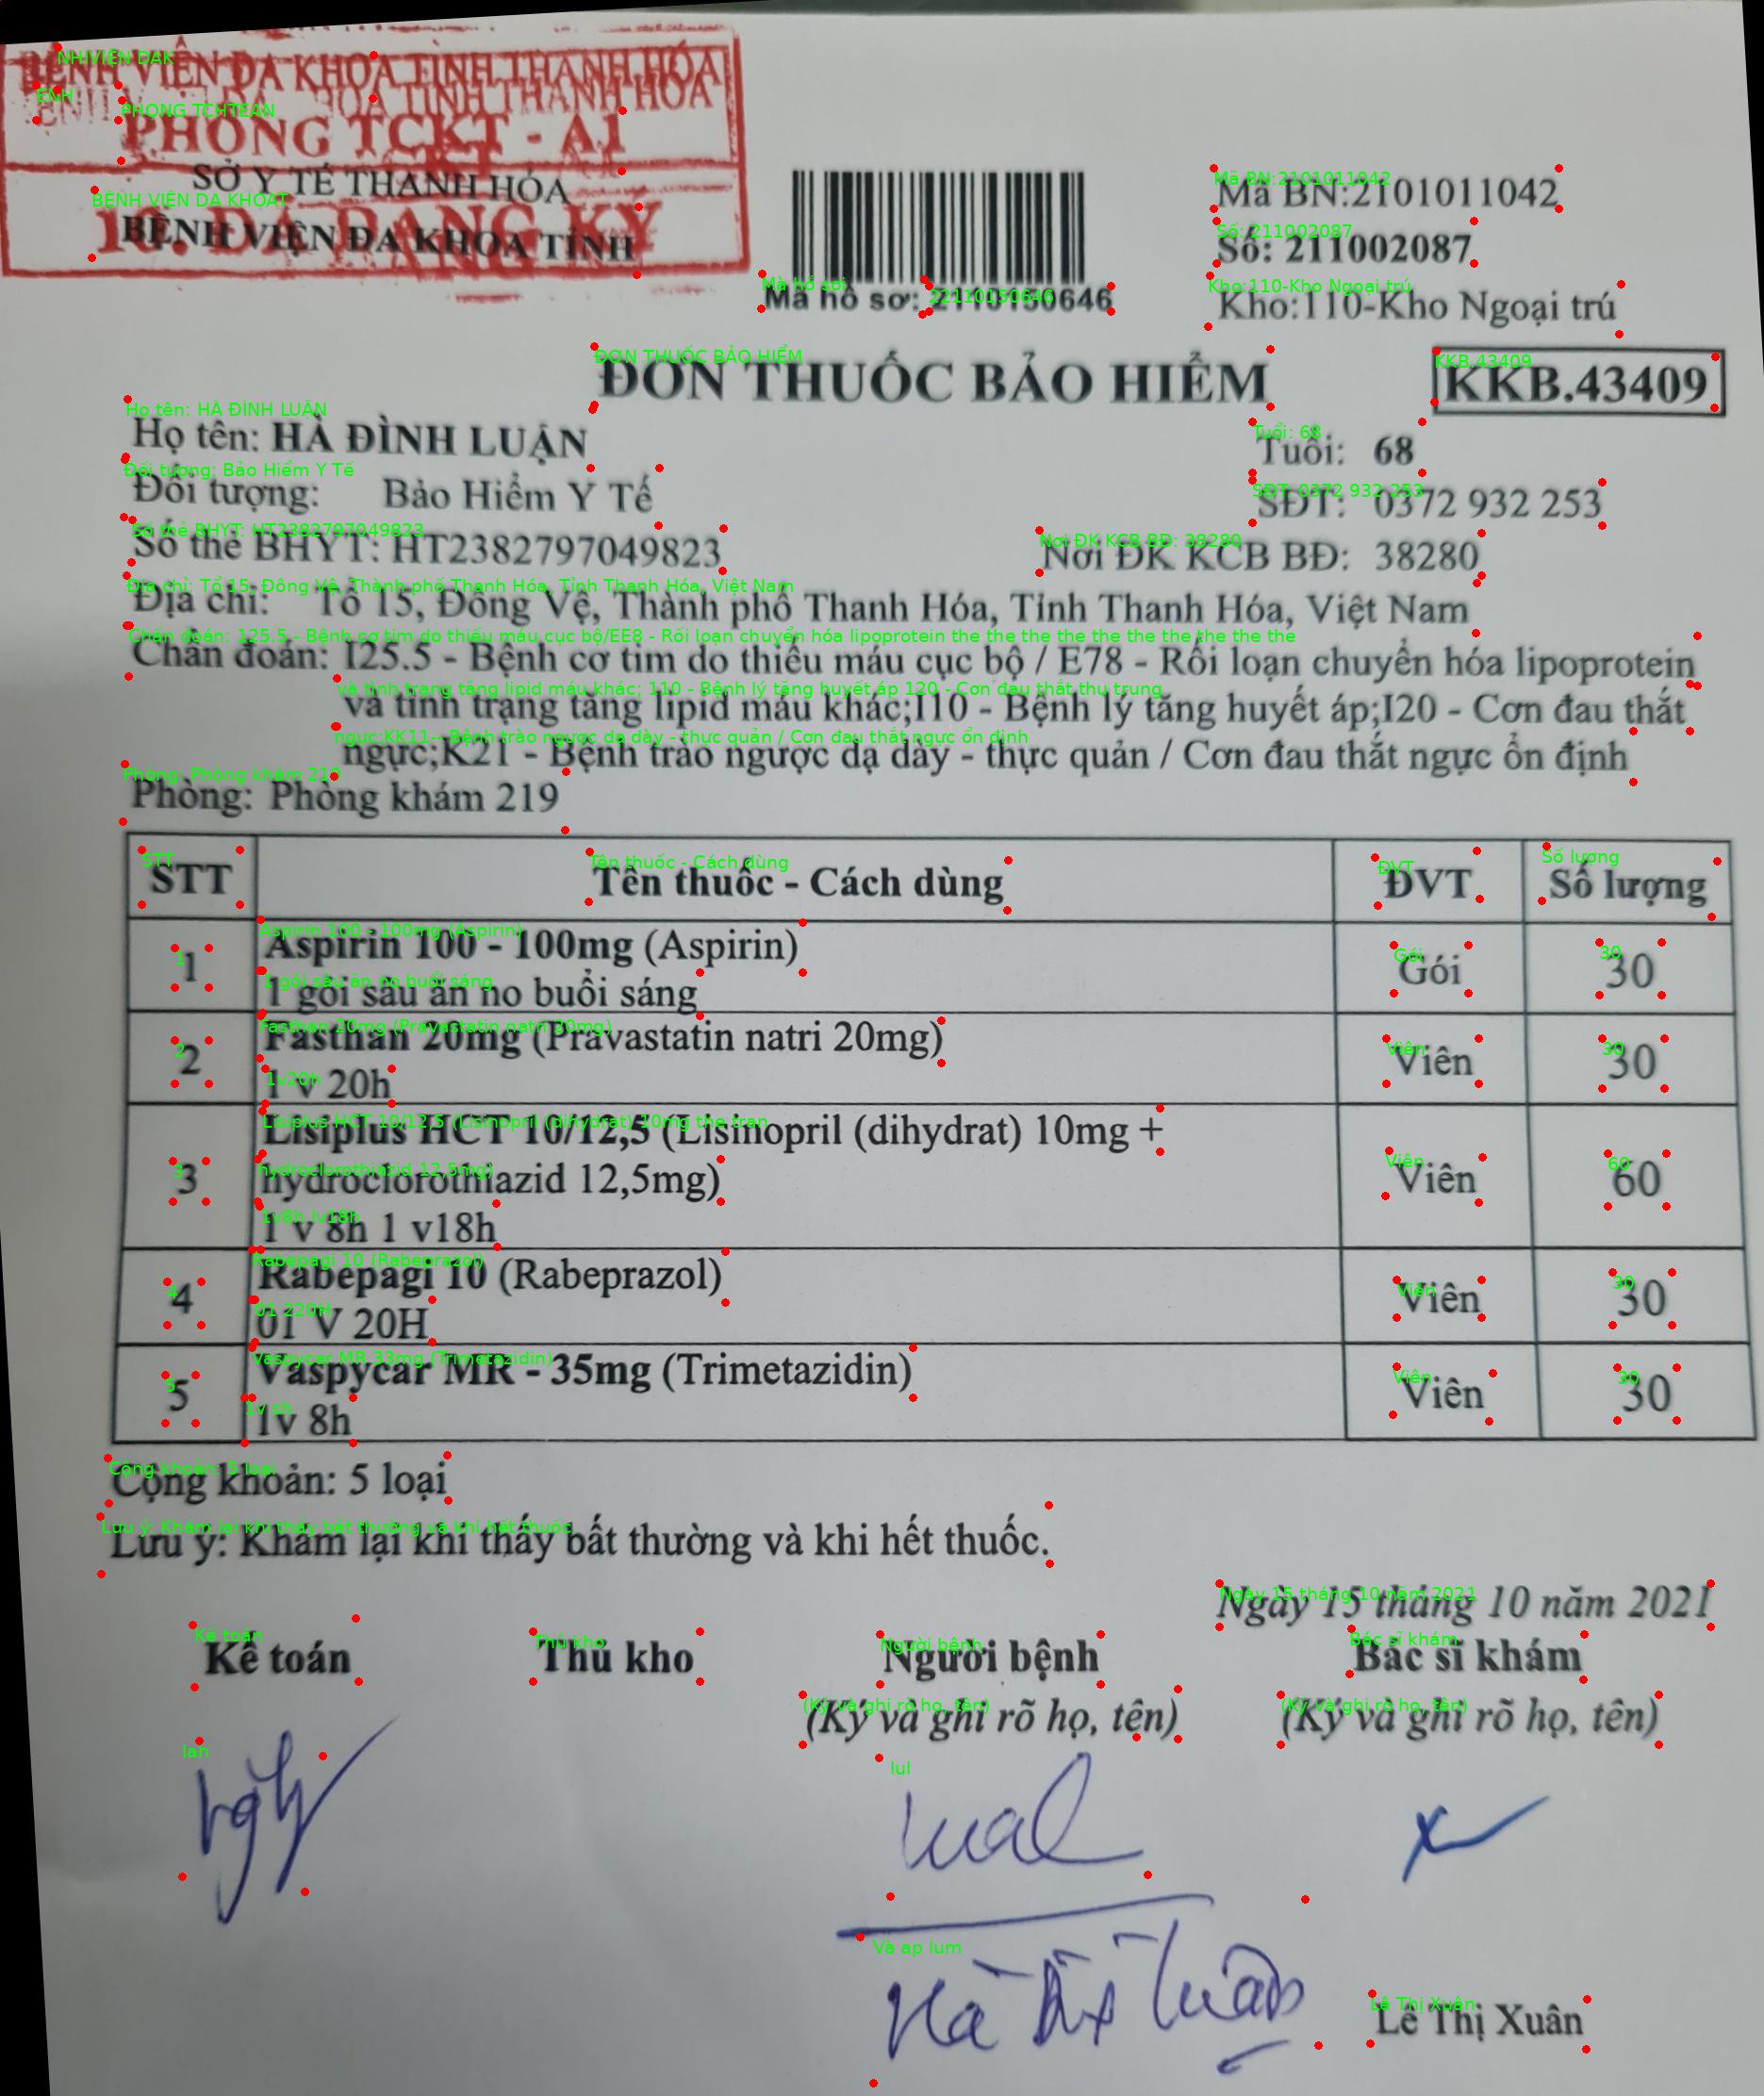 BỆNH VIỆN ĐA KHOA TỈNH THANH HÓA
PHÒNG TCKT - A1
SỞ Y TẾ THANH HÓA
BỆNH VIỆN ĐA KHOA TỈNH
10. ĐÃ ĐĂNG KÝ
Mã BN:2101011042
Số: 211002087
Mã hồ sơ: 2110150646
Kho:110-Kho Ngoại trú
ĐƠN THUỐC BẢO HIỂM
KKB.43409
Họ tên: HÀ ĐÌNH LUẬN Tuổi: 68
Đối tượng: Bảo Hiểm Y Tế SĐT: 0372 932 253
Số thẻ BHYT: HT2382797049823 Nơi ĐK KCB BĐ: 38280
Địa chỉ: Tổ 15, Đông Vệ, Thành phố Thanh Hóa, Tỉnh Thanh Hóa, Việt Nam
Chẩn đoán: I25.5 - Bệnh cơ tim do thiếu máu cục bộ / E78 - Rối loạn chuyển hóa lipoprotein
và tình trạng tăng lipid máu khác;I10 - Bệnh lý tăng huyết áp;I20 - Cơn đau thắt
ngực;K21 - Bệnh trào ngược dạ dày - thực quản / Cơn đau thắt ngực ổn định
Phòng: Phòng khám 219
STT Tên thuốc - Cách dùng ĐVT Số lượng
1 Aspirin 100 - 100mg (Aspirin) Gói 30
1 gói sau ăn no buổi sáng
2 Fasthan 20mg (Pravastatin natri 20mg) Viên 30
1 v 20h
3 Lisiplus HCT 10/12,5 (Lisinopril (dihydrat) 10mg + Viên 60
hydroclorothiazid 12,5mg)
1 v 8h 1 v18h
4 Rabepagi 10 (Rabeprazol) Viên 30
01 V 20H
5 Vaspycar MR - 35mg (Trimetazidin) Viên 30
1v 8h
Cộng khoản: 5 loại
Lưu ý: Khám lại khi thấy bất thường và khi hết thuốc.
Ngày 15 tháng 10 năm 2021
Kế toán Thủ kho Người bệnh Bác sĩ khám
(Ký và ghi rõ họ, tên) (Ký và ghi rõ họ, tên)
Hà Đình Luận
Lê Thị Xuân